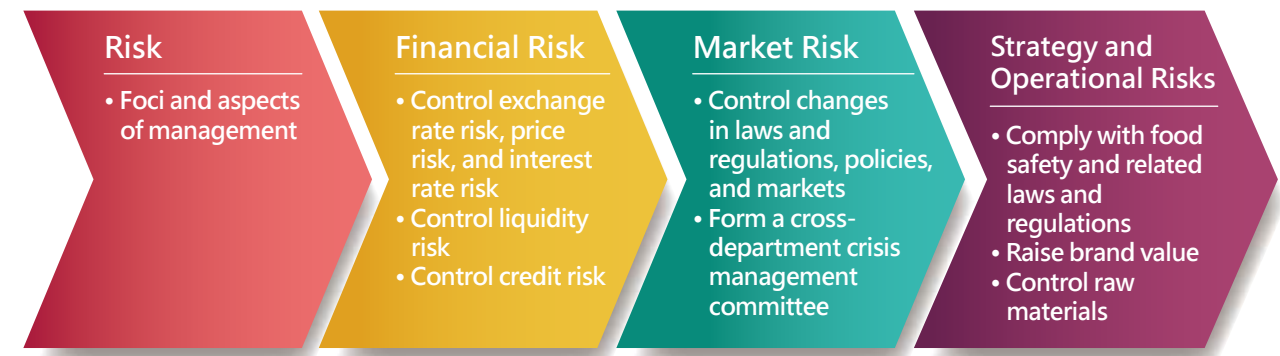 Risk
• Foci and aspects
of management
Financial Risk
• Control exchange
rate risk, price
risk, and interest
rate risk
• Control liquidity
risk
• Control credit risk
Market Risk
• Control changes
in laws and
regulations, policies,
and markets
• Form a cross-
department crisis
management
committee
Strategy and
Operational Risks
• Comply with food
safety and related
laws and
regulations
• Raise brand value
• Control raw
materials